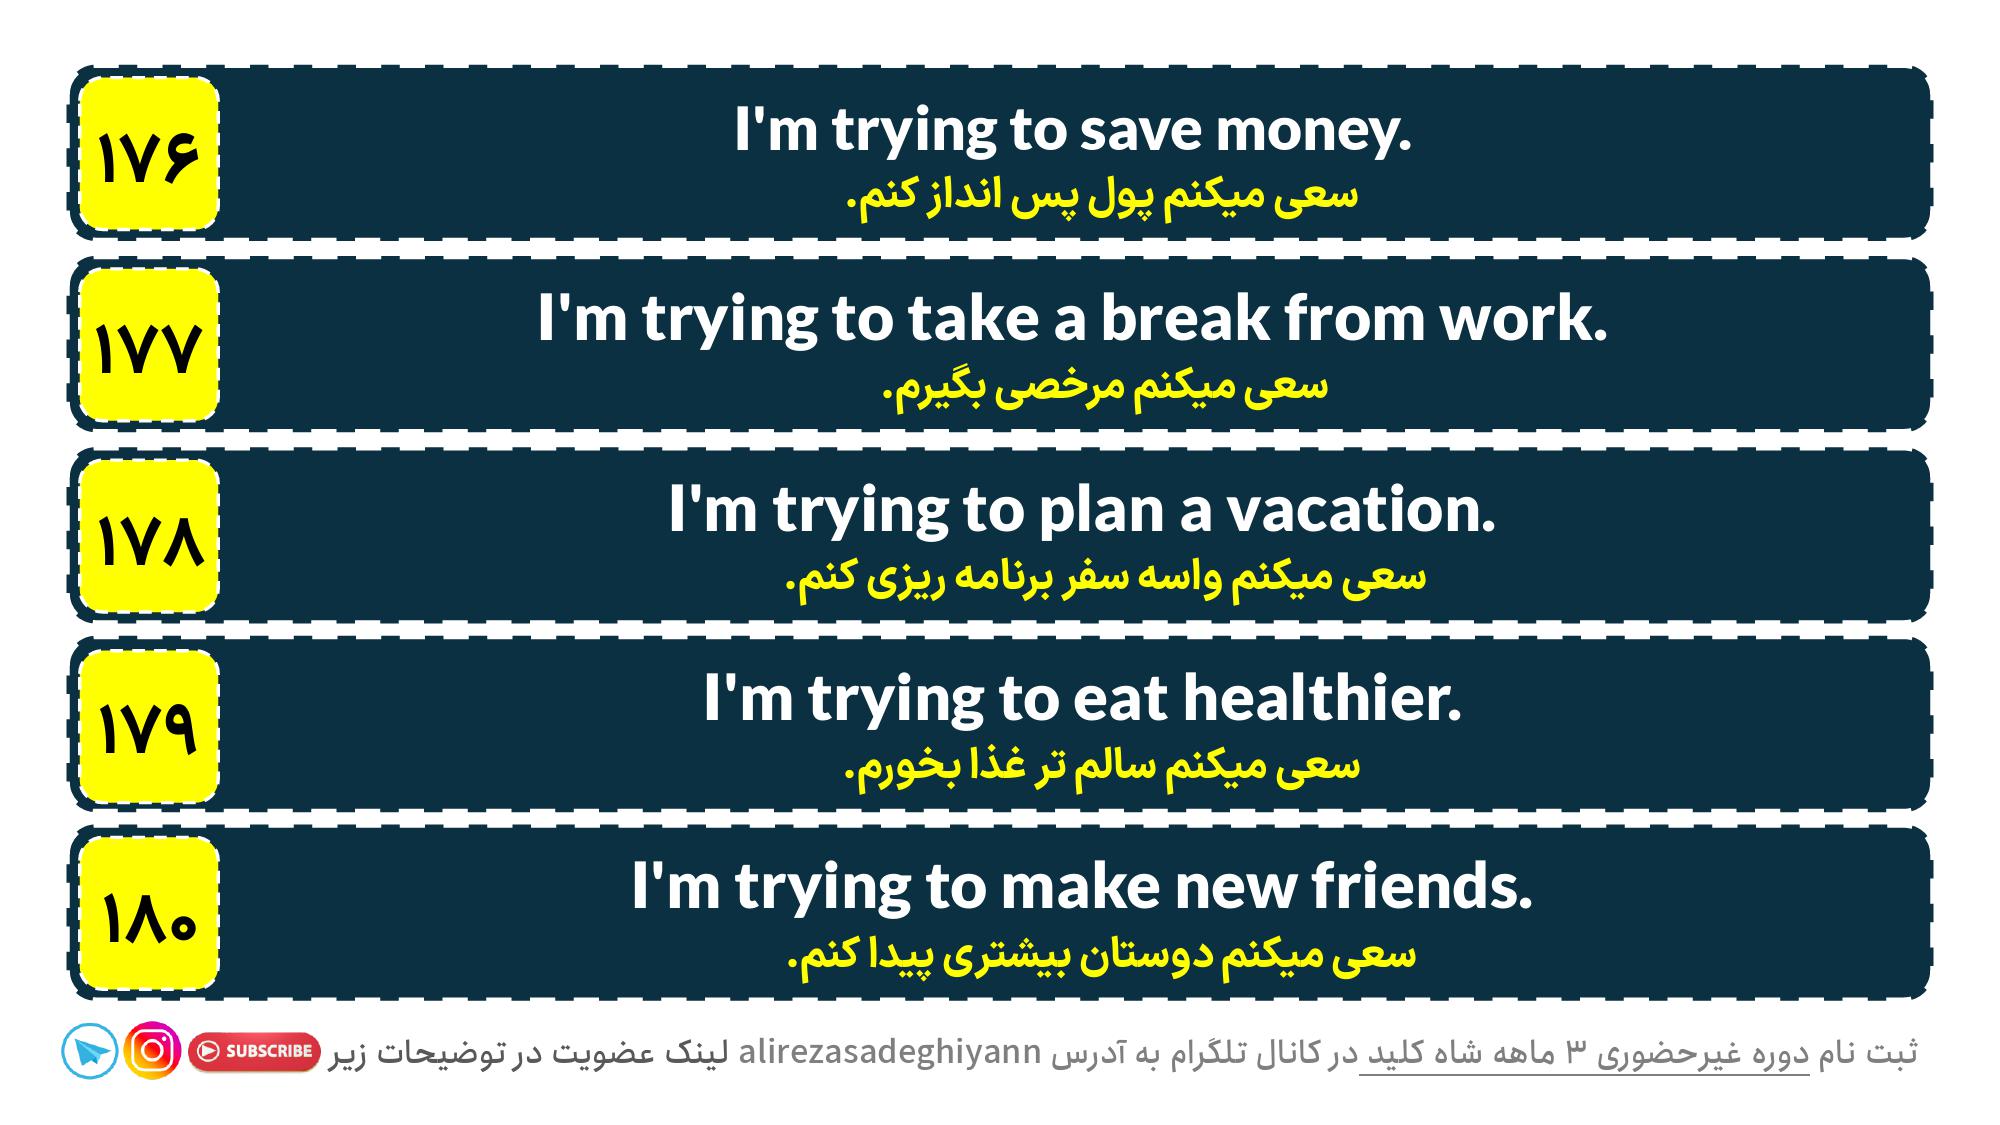 ۱۷۶
I'm trying to save money.
سعی میکنم پول پس انداز کنم.
۱۷۷
I'm trying to take a break from work.
سعی میکنم مرخصی بگیرم.
۱۷۸
I'm trying to plan a vacation.
سعی میکنم واسه سفر برنامه ریزی کنم.
۱۷۹
I'm trying to eat healthier.
سعی میکنم سالم تر غذا بخورم.
۱۸۰
I'm trying to make new friends.
سعی میکنم دوستان بیشتری پیدا کنم.
ثبت نام دوره غیرحضوری ۳ ماهه شاه کلید در کانال تلگرام به آدرس alirezasadeghiyann لینک عضویت در توضیحات زیر SUBSCRIBE